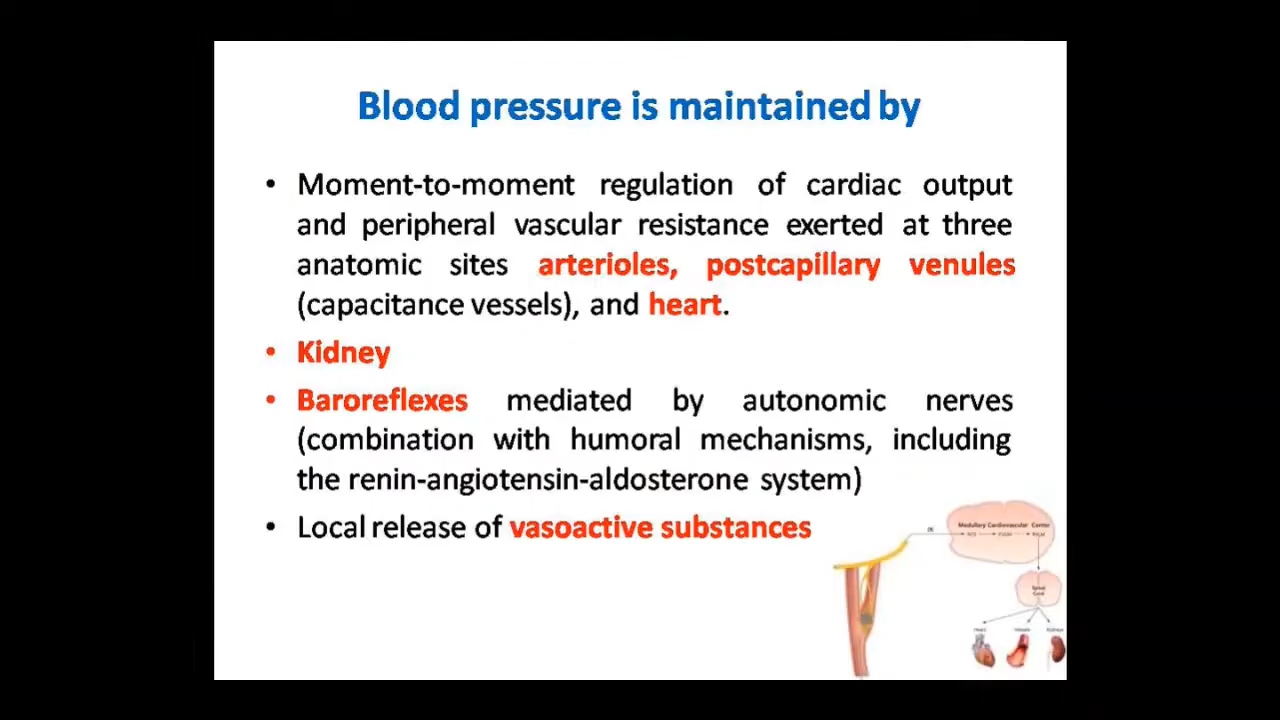 Blood pressure is maintained by
• Moment-to-moment regulation of cardiac output
and peripheral vascular resistance exerted at three
anatomic sites arterioles, postcapillary venules
(capacitance vessels), and heart.
• Kidney
• Baroreflexes mediated by autonomic nerves
(combination with humoral mechanisms, including
the renin-angiotensin-aldosterone system)
• Local release of vasoactive substances
Medullary Cardiovascular Center
Spinal
Cord